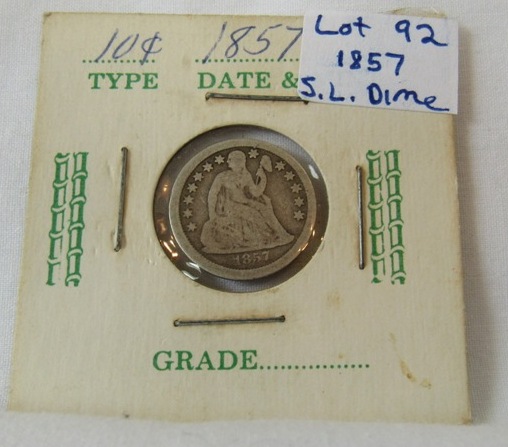 10¢ 1857
TYPE DATE &
Lot 92
1857
S.L. Dime
1857
GRADE